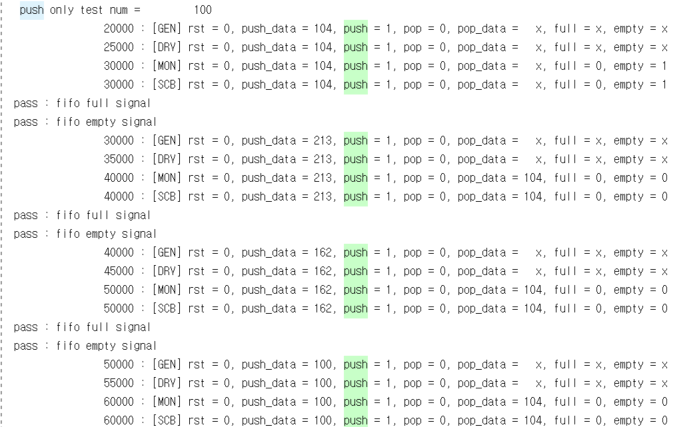 push only test num =        100
20000 : [GEN] rst = 0, push_data = 104, push = 1, pop = 0, pop_data =   x, full = x, empty = x
25000 : [DRY] rst = 0, push_data = 104, push = 1, pop = 0, pop_data =   x, full = x, empty = x
30000 : [MON] rst = 0, push_data = 104, push = 1, pop = 0, pop_data =   x, full = 0, empty = 1
30000 : [SCB] rst = 0, push_data = 104, push = 1, pop = 0, pop_data =   x, full = 0, empty = 1
pass : fifo full signal
pass : fifo empty signal
30000 : [GEN] rst = 0, push_data = 213, push = 1, pop = 0, pop_data =   x, full = x, empty = x
35000 : [DRY] rst = 0, push_data = 213, push = 1, pop = 0, pop_data =   x, full = x, empty = x
40000 : [MON] rst = 0, push_data = 213, push = 1, pop = 0, pop_data = 104, full = 0, empty = 0
40000 : [SCB] rst = 0, push_data = 213, push = 1, pop = 0, pop_data = 104, full = 0, empty = 0
pass : fifo full signal
pass : fifo empty signal
40000 : [GEN] rst = 0, push_data = 162, push = 1, pop = 0, pop_data =   x, full = x, empty = x
45000 : [DRY] rst = 0, push_data = 162, push = 1, pop = 0, pop_data =   x, full = x, empty = x
50000 : [MON] rst = 0, push_data = 162, push = 1, pop = 0, pop_data = 104, full = 0, empty = 0
50000 : [SCB] rst = 0, push_data = 162, push = 1, pop = 0, pop_data = 104, full = 0, empty = 0
pass : fifo full signal
pass : fifo empty signal
50000 : [GEN] rst = 0, push_data = 100, push = 1, pop = 0, pop_data =   x, full = x, empty = x
55000 : [DRY] rst = 0, push_data = 100, push = 1, pop = 0, pop_data =   x, full = x, empty = x
60000 : [MON] rst = 0, push_data = 100, push = 1, pop = 0, pop_data = 104, full = 0, empty = 0
60000 : [SCB] rst = 0, push_data = 100, push = 1, pop = 0, pop_data = 104, full = 0, empty = 0